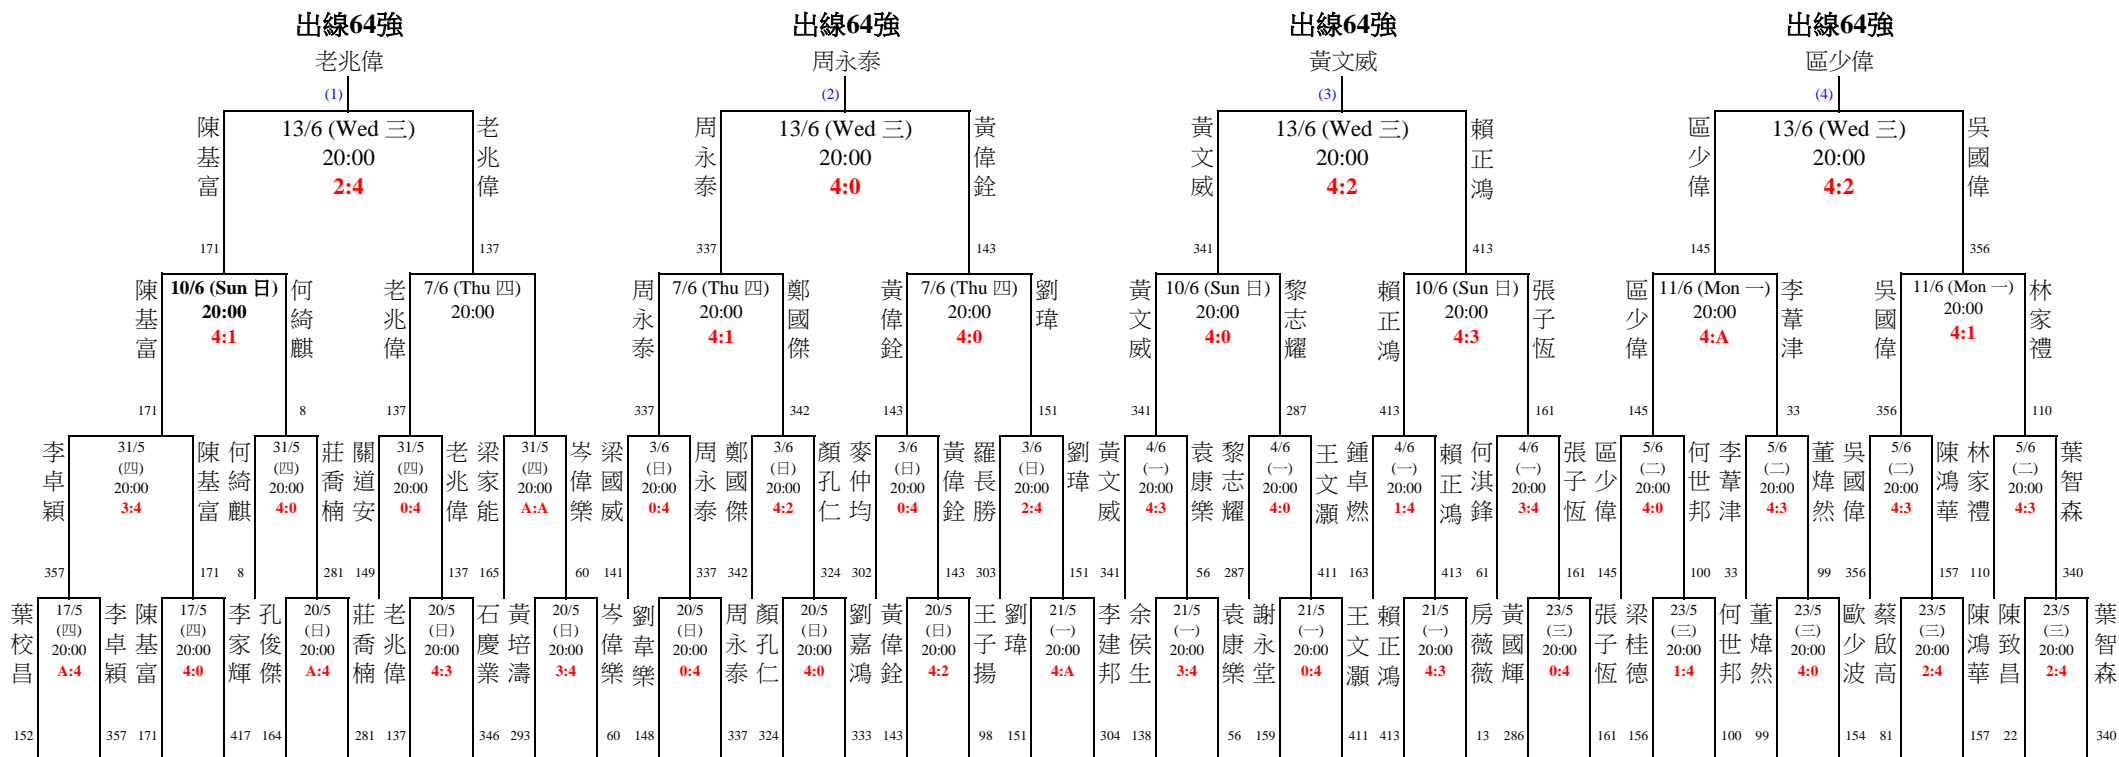 出線64強 出線64強 出線64強 出線64強
老兆偉 周永泰 黃文威 區少偉
(1) (2) (3) (4)
陳基富 13/6 (Wed 三) 老兆偉 周永泰 13/6 (Wed 三) 黃偉銓 黃文威 13/6 (Wed 三) 賴正鴻 區少偉 13/6 (Wed 三) 吳國偉
20:00 20:00 20:00 20:00
2:4 4:0 4:2 4:2
171 137 337 143 341 413 145 356
陳基富 10/6 (Sun 日) 何綺麒 老兆偉 7/6 (Thu 四) 周永泰 7/6 (Thu 四) 鄭國傑 黃偉銓 7/6 (Thu 四) 劉瑋 黃文威 10/6 (Sun 日) 黎志耀 賴正鴻 10/6 (Sun 日) 張子恆 區少偉 11/6 (Mon 一) 李葦津 吳國偉 11/6 (Mon 一) 林家禮
20:00 20:00 20:00 20:00 20:00 20:00 20:00 20:00
4:1 4:1 4:0 4:0 4:3 4:A 4:1
171 8 137 337 342 143 151 341 287 413 161 145 33 356 110
李卓穎 31/5 陳基富 何綺麒 31/5 莊喬楠 關道安 31/5 老兆偉 梁家能 31/5 岑偉樂 梁國威 3/6 周永泰 鄭國傑 3/6 顏孔仁 麥仲均 3/6 黃偉銓 羅長勝 3/6 劉瑋 黃文威 4/6 袁康樂 黎志耀 4/6 王文灝 鍾卓燃 4/6 賴正鴻 何淇鋒 4/6 張子恆 區少偉 5/6 何世邦 李葦津 5/6 董煒然 吳國偉 5/6 陳鴻華 林家禮 5/6 葉智森
(四) (四) (四) (四) (日) (日) (日) (日) (一) (一) (一) (一) (二) (二) (二) (二)
20:00 20:00 20:00 20:00 20:00 20:00 20:00 20:00 20:00 20:00 20:00 20:00 20:00 20:00 20:00 20:00
3:4 4:0 0:4 A:A 0:4 4:2 0:4 2:4 4:3 4:0 1:4 3:4 4:0 4:3 4:3 4:3
357 171 8 281 149 137 165 60 141 337 342 324 302 143 303 151 341 56 287 411 163 413 61 161 145 100 33 99 356 157 110 340
葉校昌 17/5 李卓穎 陳基富 17/5 李家輝 孔俊傑 20/5 莊喬楠 老兆偉 20/5 石慶業 黃培濤 20/5 岑偉樂 劉韋樂 20/5 周永泰 顏孔仁 20/5 劉嘉鴻 黃偉銓 20/5 王子揚 劉瑋 21/5 李建邦 余侯生 21/5 袁康樂 謝永堂 21/5 王文灝 賴正鴻 21/5 房薇薇 黃國輝 23/5 張子恆 梁桂德 23/5 何世邦 董煒然 23/5 歐少波 蔡啟高 23/5 陳鴻華 陳致昌 23/5 葉智森
(四) (四) (日) (日) (日) (日) (日) (日) (一) (一) (一) (一) (三) (三) (三) (三) (三)
20:00 20:00 20:00 20:00 20:00 20:00 20:00 20:00 20:00 20:00 20:00 20:00 20:00 20:00 20:00 20:00 20:00
A:4 4:0 A:4 4:3 3:4 0:4 4:0 4:2 4:A 3:4 0:4 4:3 0:4 1:4 4:0 2:4 2:4
152 357 171 417 164 281 137 346 293 60 148 337 324 333 143 98 151 304 138 56 159 411 413 13 286 161 156 100 99 154 81 157 22 340